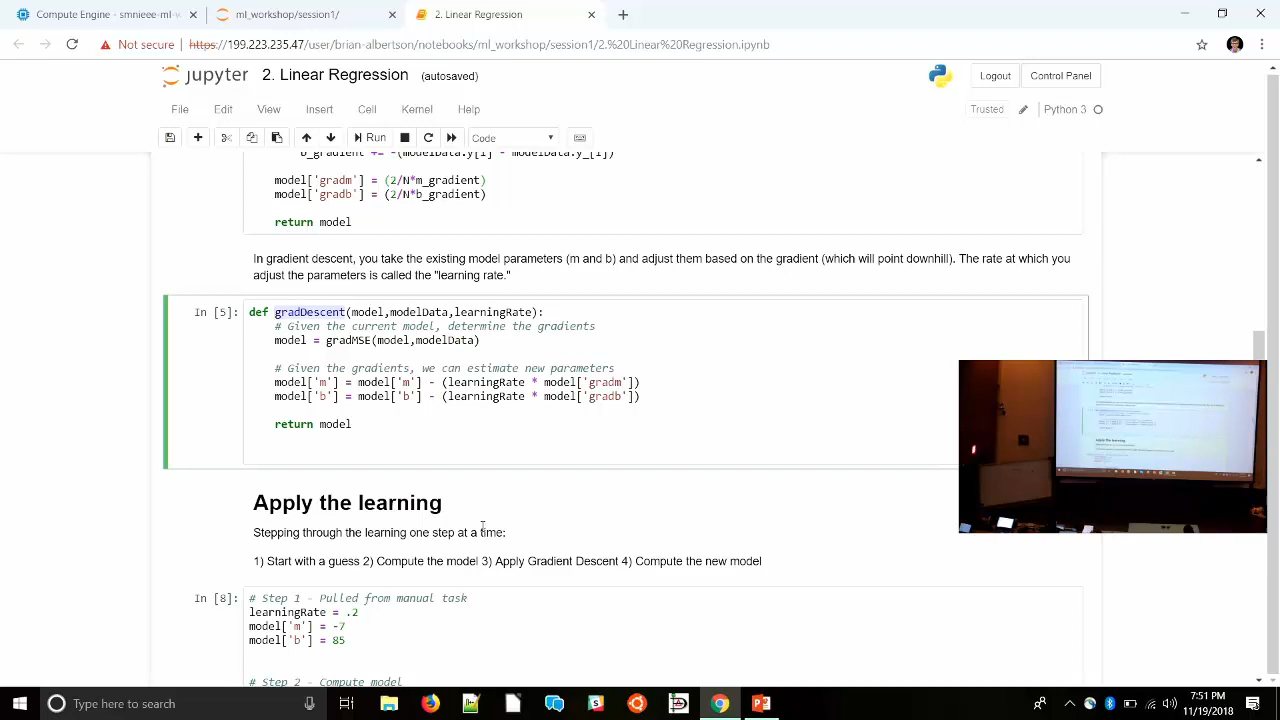 Compute Engine - smnieee-ml-v
ml_workshop/session1/
2. Linear Regression
Not secure
https://199.223.235.47/user/brian-albertson/notebooks/ml_workshop/session1/2.%20Linear%20Regression.ipynb
jupyter
2. Linear Regression
(autosaved)
Logout
Control Panel
File
Edit
View
Insert
Cell
Kernel
Help
Trusted
Python 3
Run
Code
model['gradm'] = (2/N*m_gradient)
model['gradb'] = (2/N*b_gradient)
return model
In gradient descent, you take the existing model parameters (m and b) and adjust them based on the gradient (which will point downhill). The rate at which you
adjust the parameters is called the "learning rate."
In [5]:
def gradDescent(model,modelData,learningRate):
# Given the current model, determine the gradients
model = gradMSE(model,modelData)
# Given the gradients, we can estimate new parameters
model['m'] = model['m'] - (learningRate * model['gradm'])
model['b'] = model['b'] - (learningRate * model['gradb'])
return model
Apply the learning
Stepping through the learning one step at a time:
1) Start with a guess 2) Compute the model 3) Apply Gradient Descent 4) Compute the new model
In [8]:
# Step 1 - Pulled from manual task
learningRate = .2
model['m'] = -7
model['b'] = 85
# Step 2 - Compute model
Type here to search
7:51 PM
11/19/2018